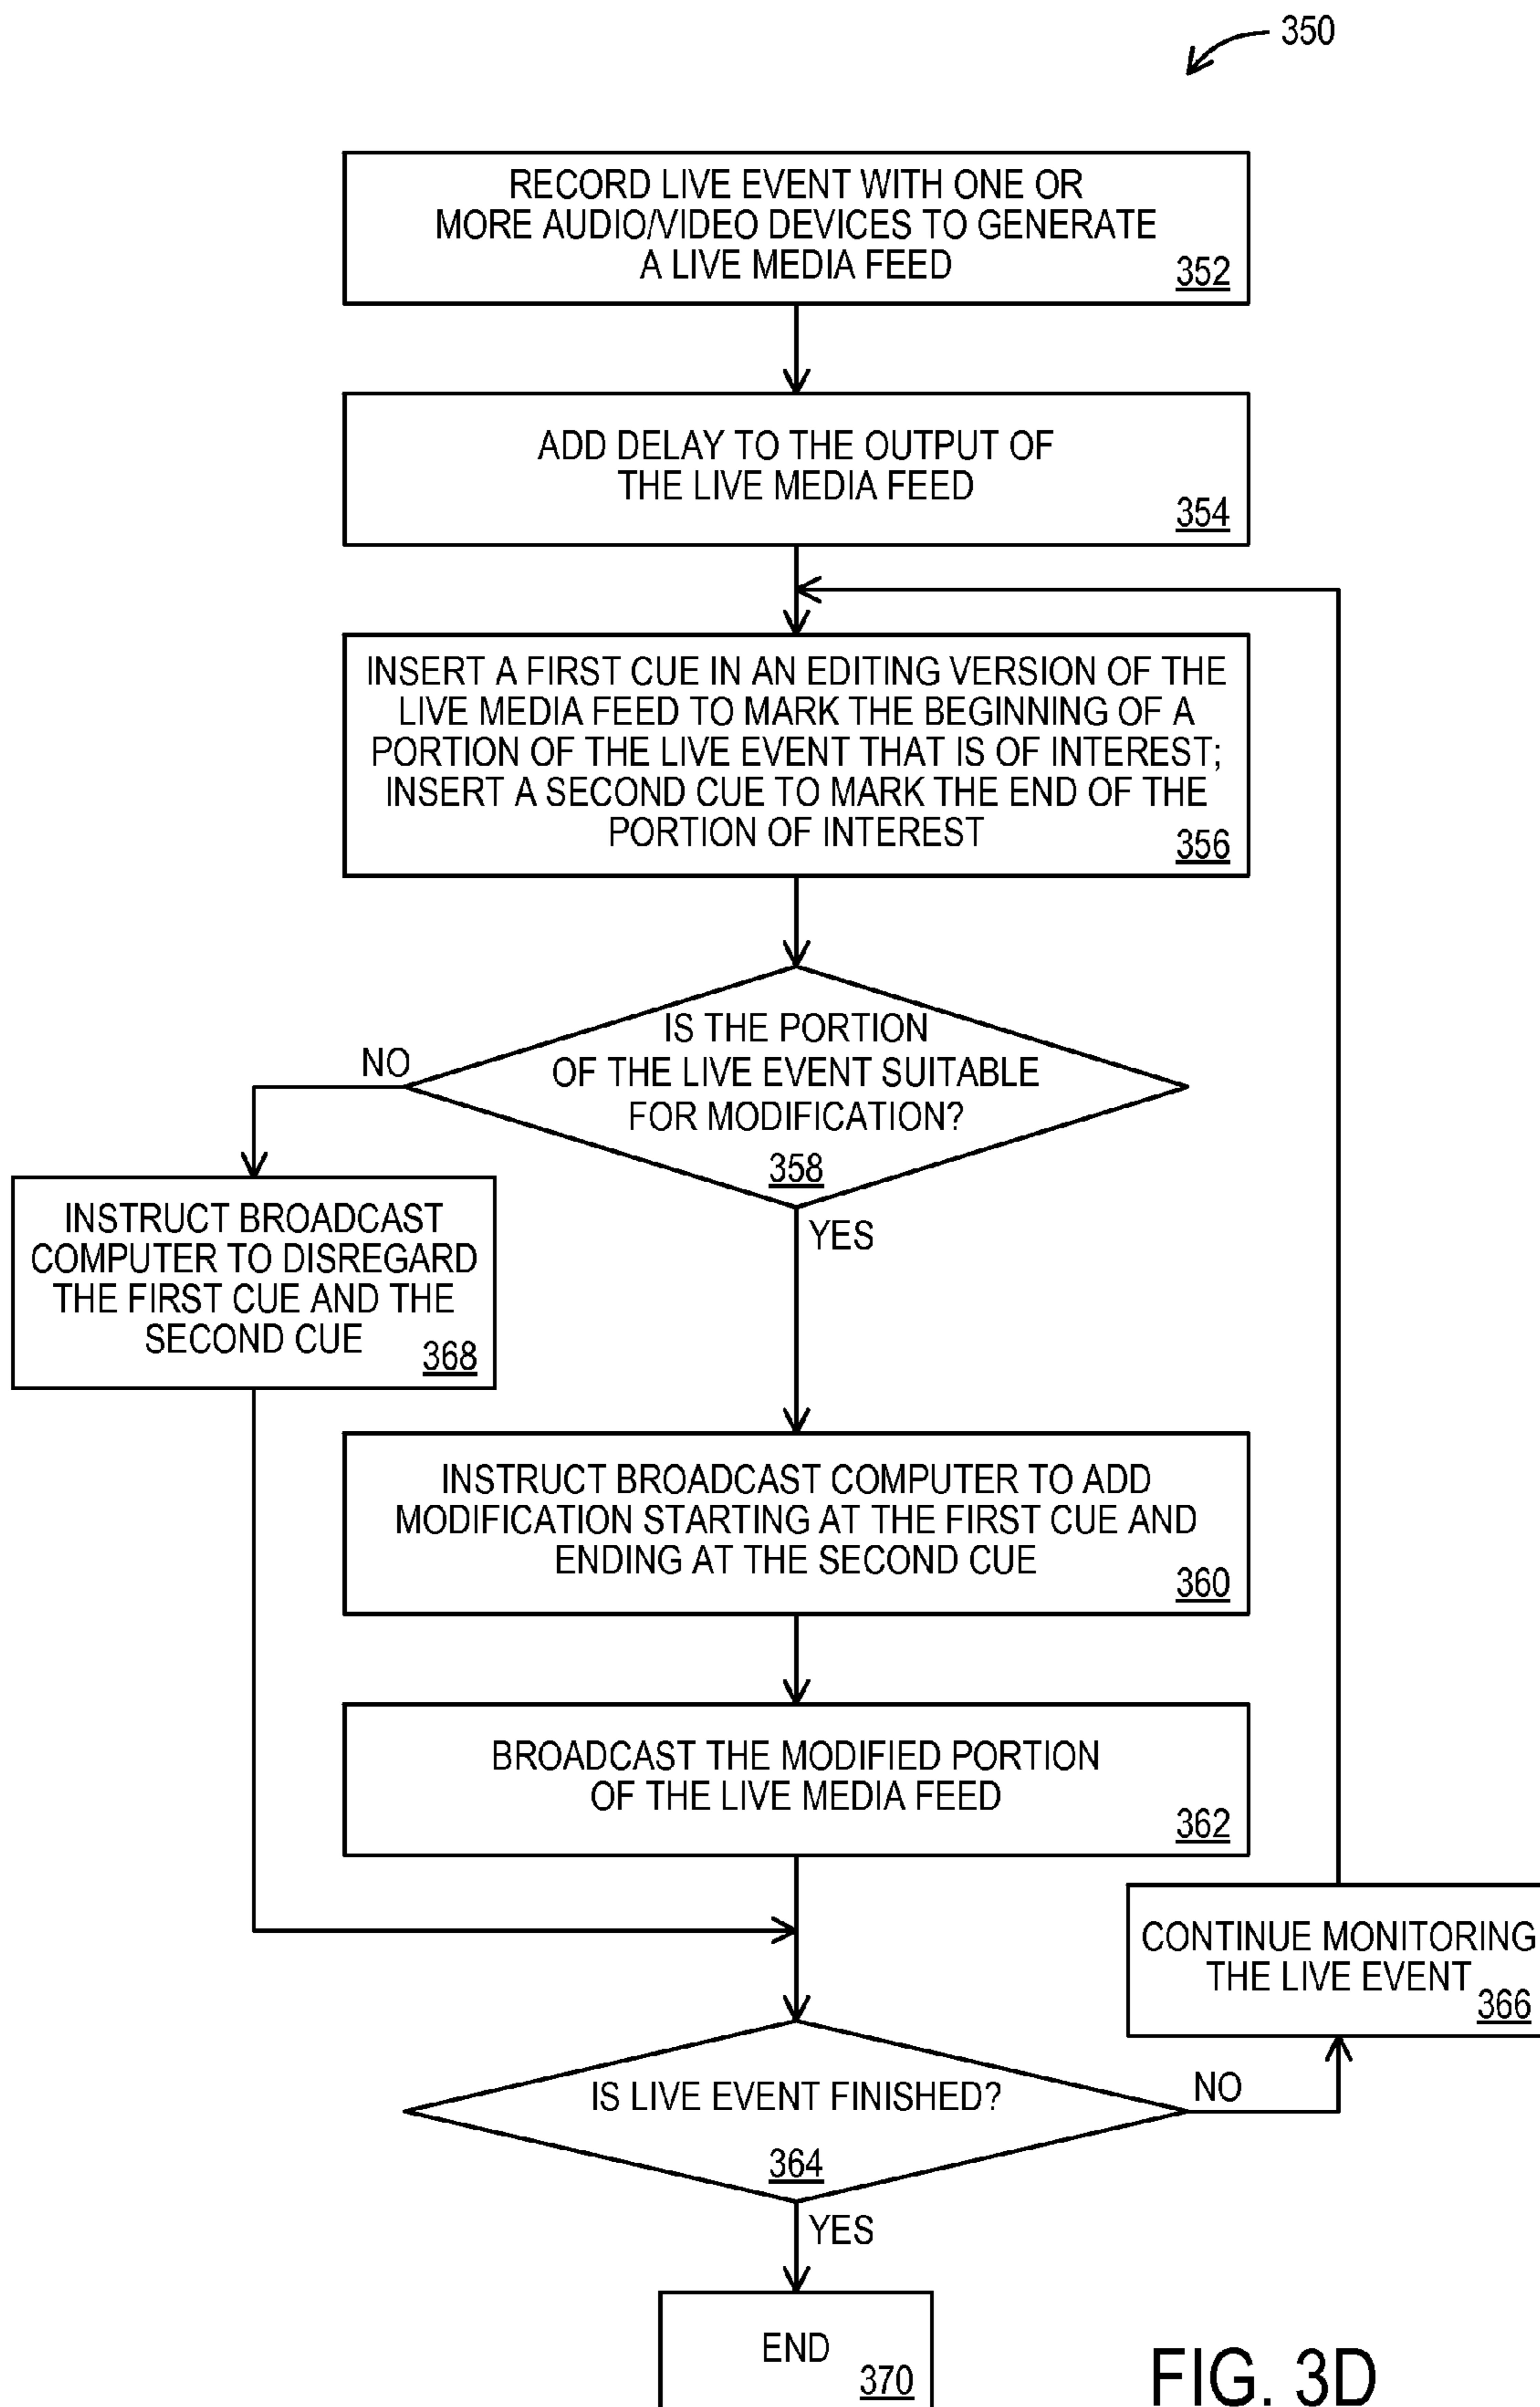 350
RECORD LIVE EVENT WITH ONE OR
MORE AUDIO/VIDEO DEVICES TO GENERATE
A LIVE MEDIA FEED
352
ADD DELAY TO THE OUTPUT OF
THE LIVE MEDIA FEED
354
INSERT A FIRST CUE IN AN EDITING VERSION OF THE
LIVE MEDIA FEED TO MARK THE BEGINNING OF A
PORTION OF THE LIVE EVENT THAT IS OF INTEREST;
INSERT A SECOND CUE TO MARK THE END OF THE
PORTION OF INTEREST
356
IS THE PORTION
OF THE LIVE EVENT SUITABLE
FOR MODIFICATION?
358
NO
YES
INSTRUCT BROADCAST
COMPUTER TO DISREGARD
THE FIRST CUE AND THE
SECOND CUE
368
INSTRUCT BROADCAST COMPUTER TO ADD
MODIFICATION STARTING AT THE FIRST CUE AND
ENDING AT THE SECOND CUE
360
BROADCAST THE MODIFIED PORTION
OF THE LIVE MEDIA FEED
362
CONTINUE MONITORING
THE LIVE EVENT
366
IS LIVE EVENT FINISHED?
364
NO
YES
END
370
FIG. 3D